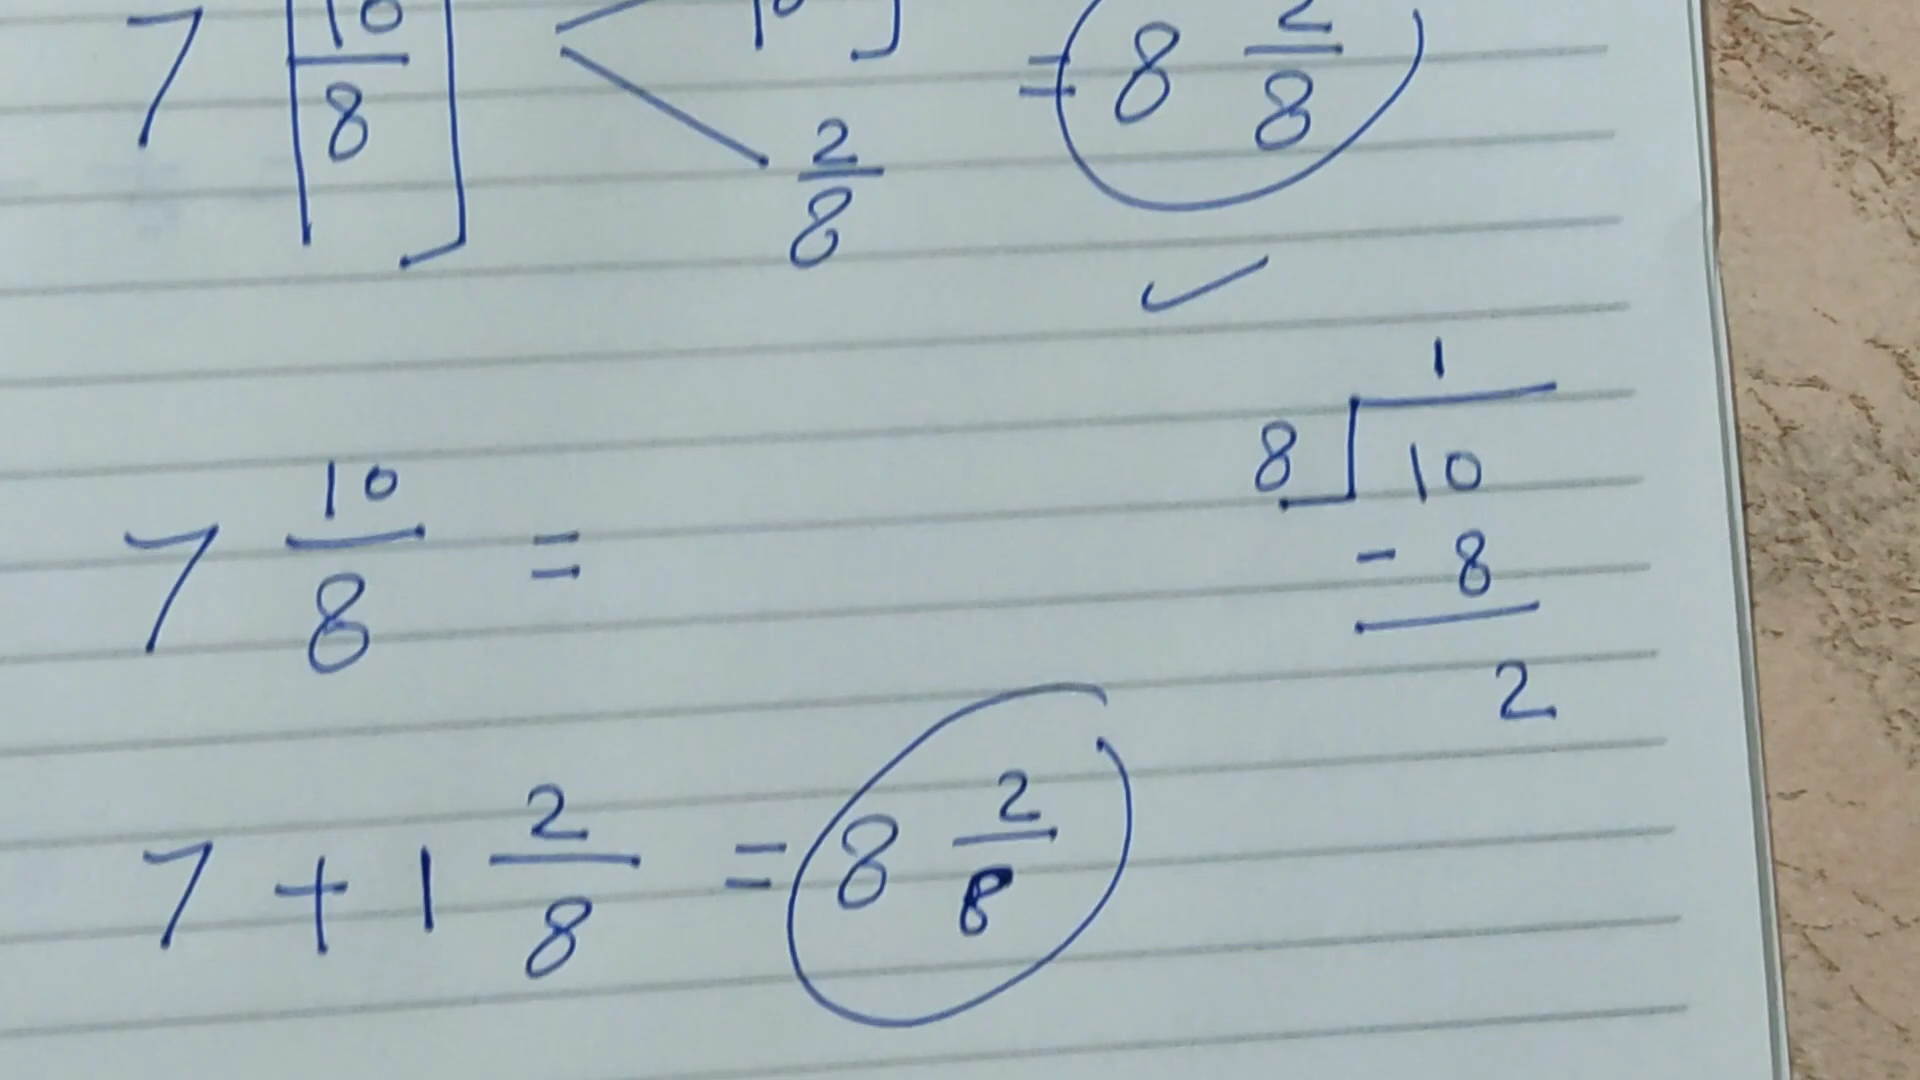 7 10/8 2/8 = 8 2/8
✓
7 10/8 =
1
8 10
- 8
2
7 + 1 2/8 = 8 2/8